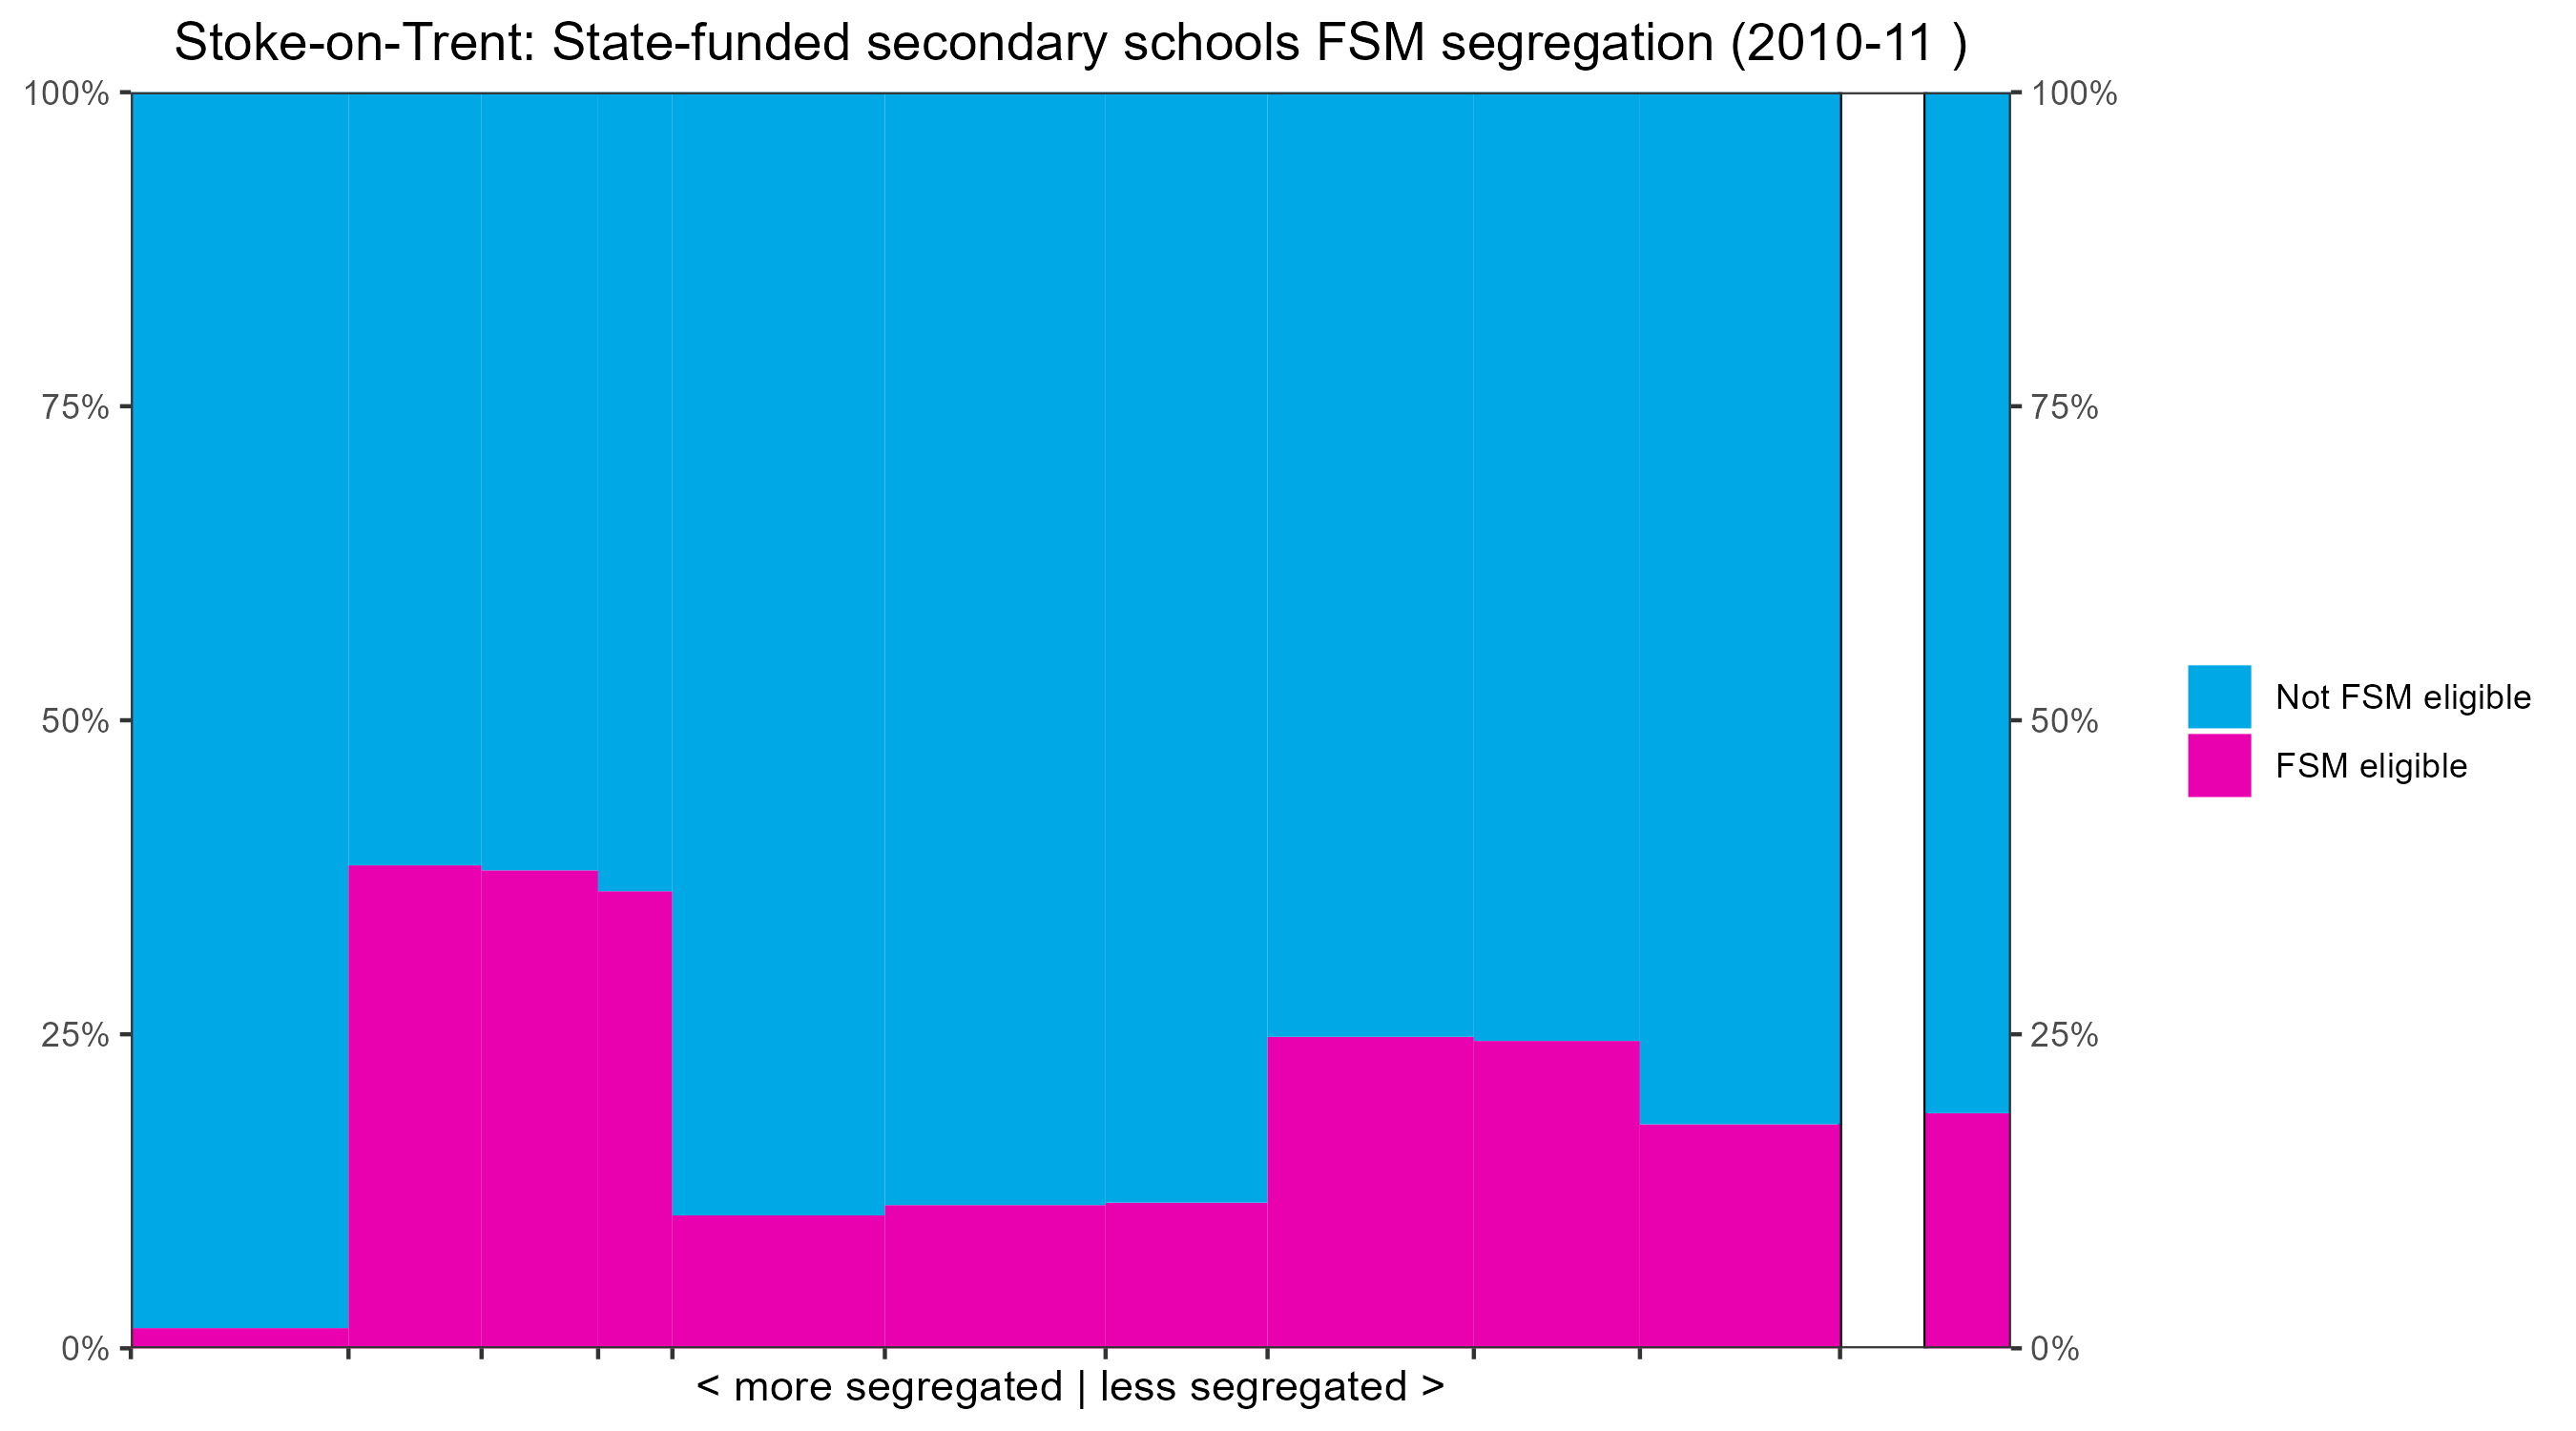 Stoke-on-Trent: State-funded secondary schools FSM segregation (2010-11 )
100%
75%
50%
25%
0%
100%
75%
50%
25%
0%
Not FSM eligible
FSM eligible
< more segregated | less segregated >